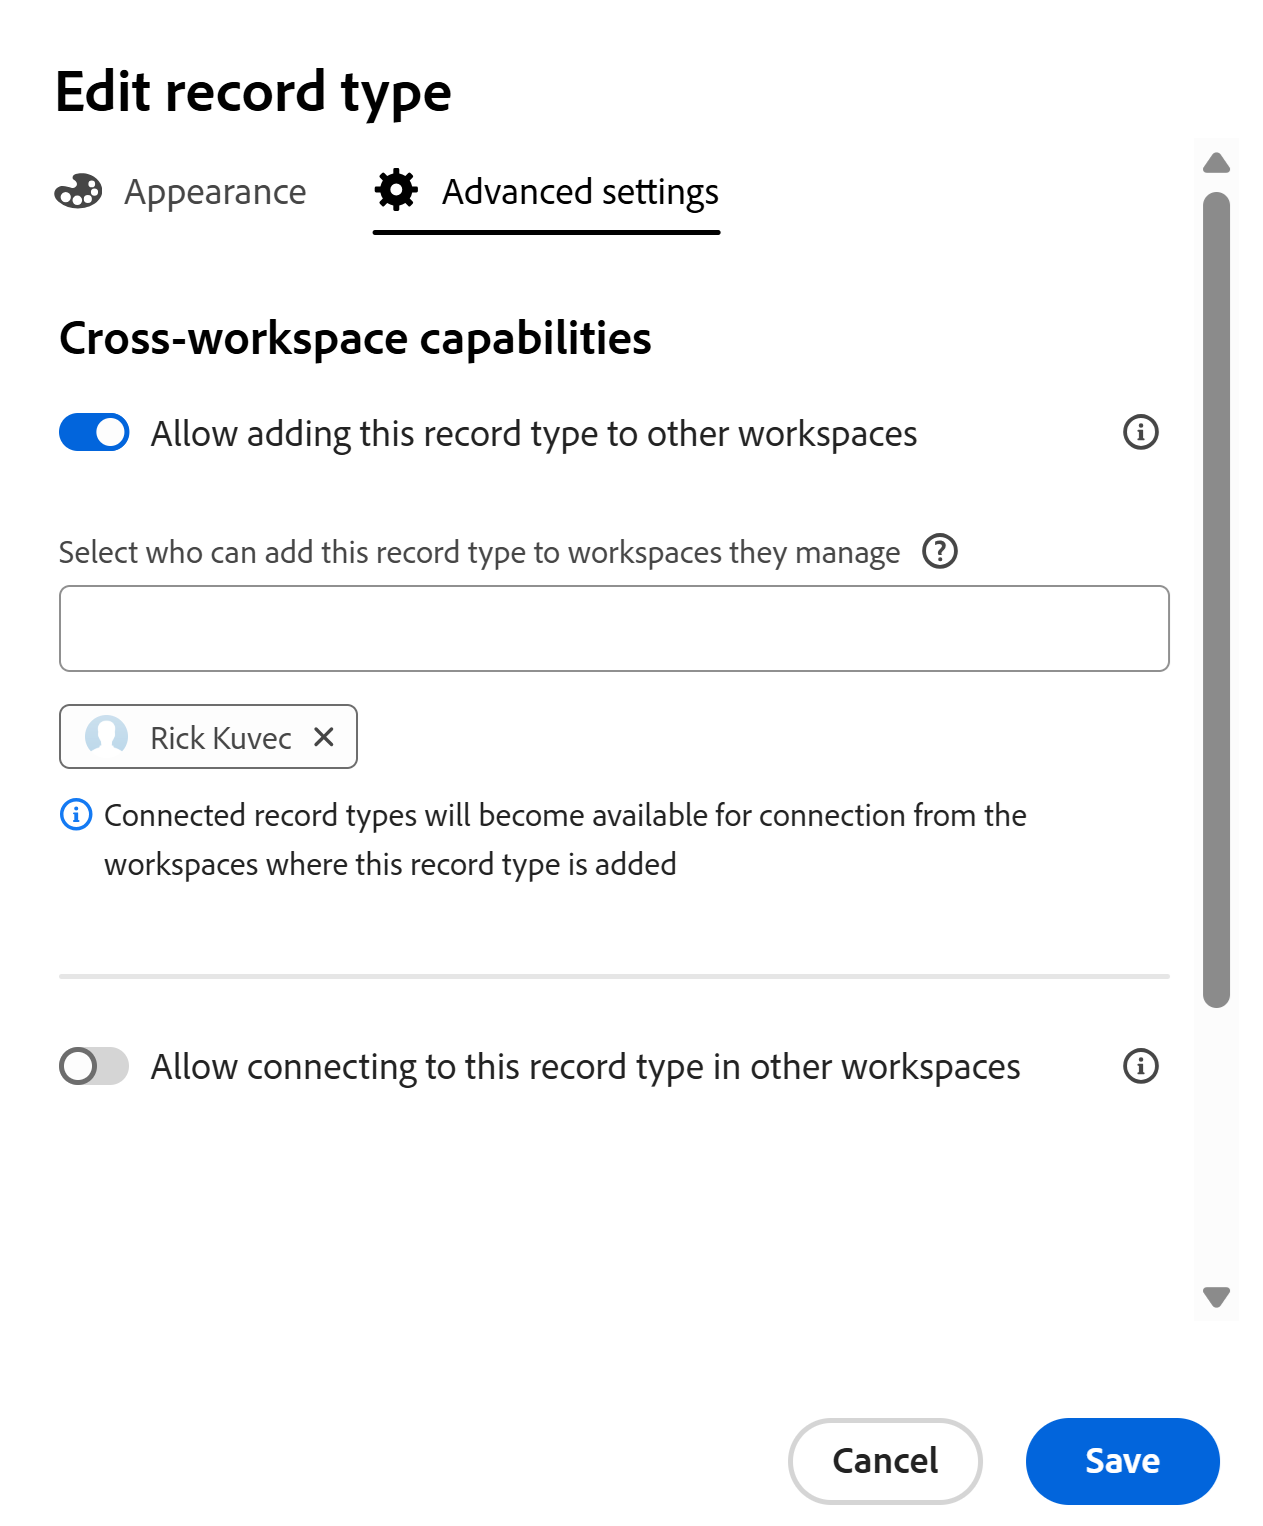 Edit record type
Appearance
Advanced settings
Cross-workspace capabilities
Allow adding this record type to other workspaces
Select who can add this record type to workspaces they manage
Rick Kuvec
Connected record types will become available for connection from the
workspaces where this record type is added
Allow connecting to this record type in other workspaces
Cancel
Save